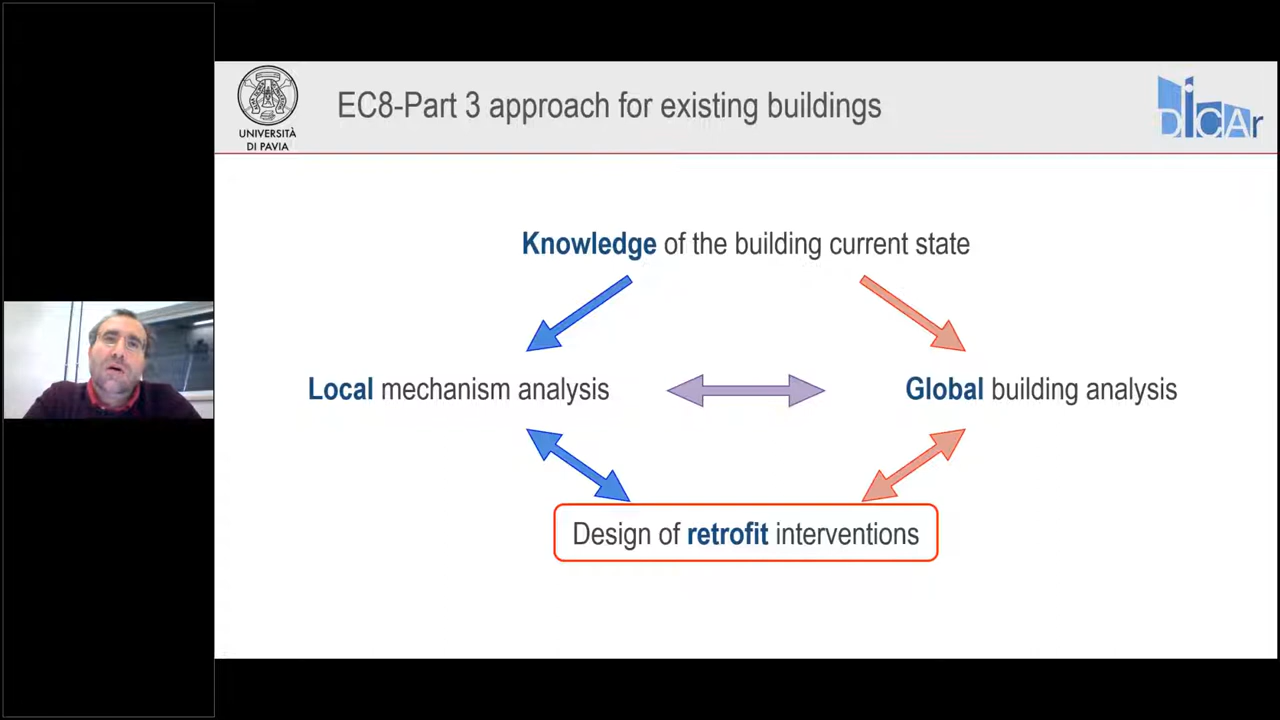 EC8-Part 3 approach for existing buildings
UNIVERSITÀ
DI PAVIA
DICAr
Knowledge of the building current state
Local mechanism analysis
Global building analysis
Design of retrofit interventions